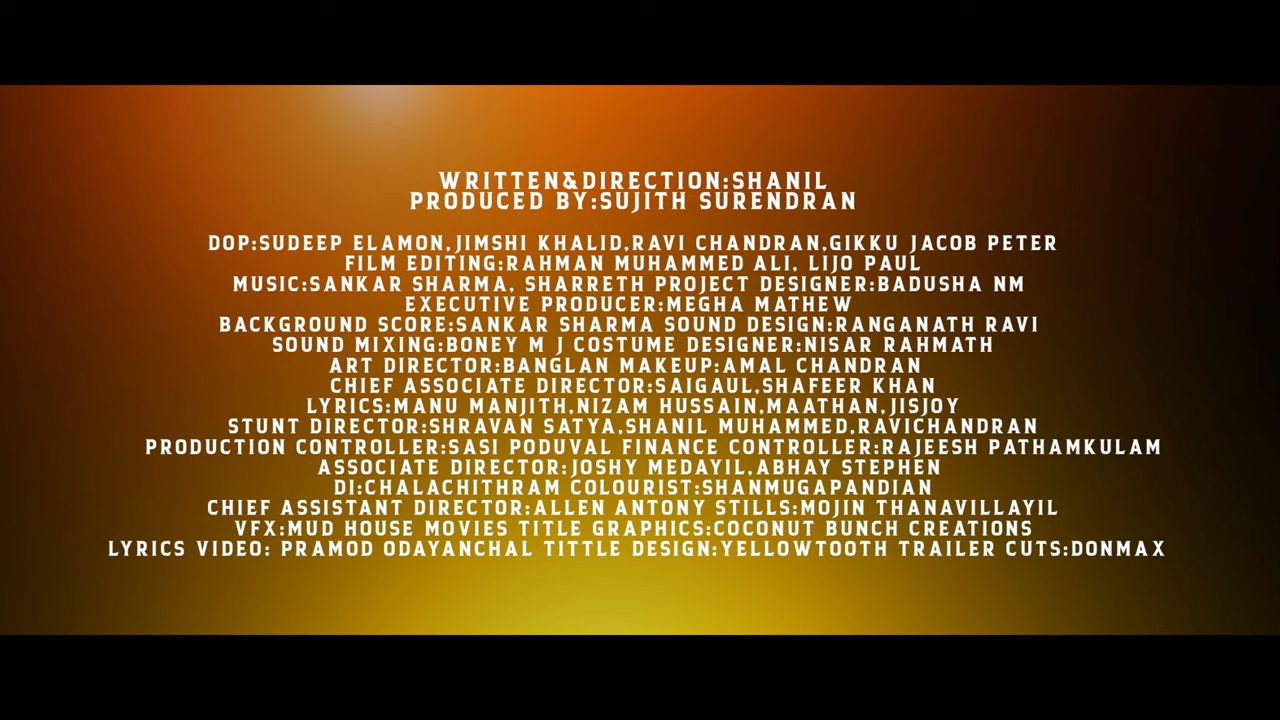 WRITTEN&DIRECTION:SHANIL
PRODUCED BY:SUJITH SURENDRAN
DOP:SUDEEP ELAMON,JIMSHI KHALID,RAVI CHANDRAN,GIKKU JACOB PETER
FILM EDITING:RAHMAN MUHAMMED ALI, LIJO PAUL
MUSIC:SANKAR SHARMA, SHARRETH PROJECT DESIGNER:BADUSHA NM
EXECUTIVE PRODUCER:MEGHA MATHEW
BACKGROUND SCORE:SANKAR SHARMA SOUND DESIGN:RANGANATH RAVI
SOUND MIXING:BONEY M J COSTUME DESIGNER:NISAR RAHMATH
ART DIRECTOR:BANGLAN MAKEUP:AMAL CHANDRAN
CHIEF ASSOCIATE DIRECTOR:SAIGAUL,SHAFEER KHAN
LYRICS:MANU MANJITH,NIZAM HUSSAIN,MAATHAN,JISJOY
STUNT DIRECTOR:SHRAVAN SATYA,SHANIL MUHAMMED,RAVICHANDRAN
PRODUCTION CONTROLLER:SASI PODUVAL FINANCE CONTROLLER:RAJEESH PATHAMKULAM
ASSOCIATE DIRECTOR:JOSHY MEDAYIL,ABHAY STEPHEN
DI:CHALACHITHRAM COLOURIST:SHANMUGAPANDIAN
CHIEF ASSISTANT DIRECTOR:ALLEN ANTONY STILLS:MOJIN THANAVILLAYIL
VFX:MUD HOUSE MOVIES TITLE GRAPHICS:COCONUT BUNCH CREATIONS
LYRICS VIDEO: PRAMOD ODAYANCHAL TITTLE DESIGN:YELLOWTOOTH TRAILER CUTS:DONMAX